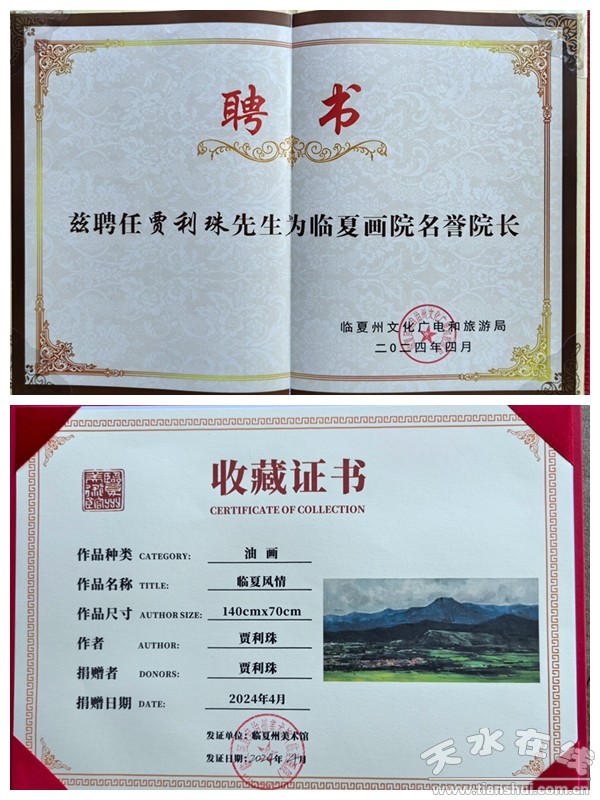 聘书
兹聘任贾利珠先生为临夏画院名誉院长
临夏州文化广电和旅游局
二0二四年四月
收藏证书
CERTIFICATE OF COLLECTION
作品种类 CATEGORY: 油画
作品名称 TITLE: 临夏风情
作品尺寸 AUTHOR SIZE: 140cmx70cm
作者 AUTHOR: 贾利珠
捐赠者 DONORS: 贾利珠
捐赠日期 DATE: 2024年4月
发证单位: 临夏州美术馆
发证日期: 2024年4月
天水在线
www.tianshui.com.cn